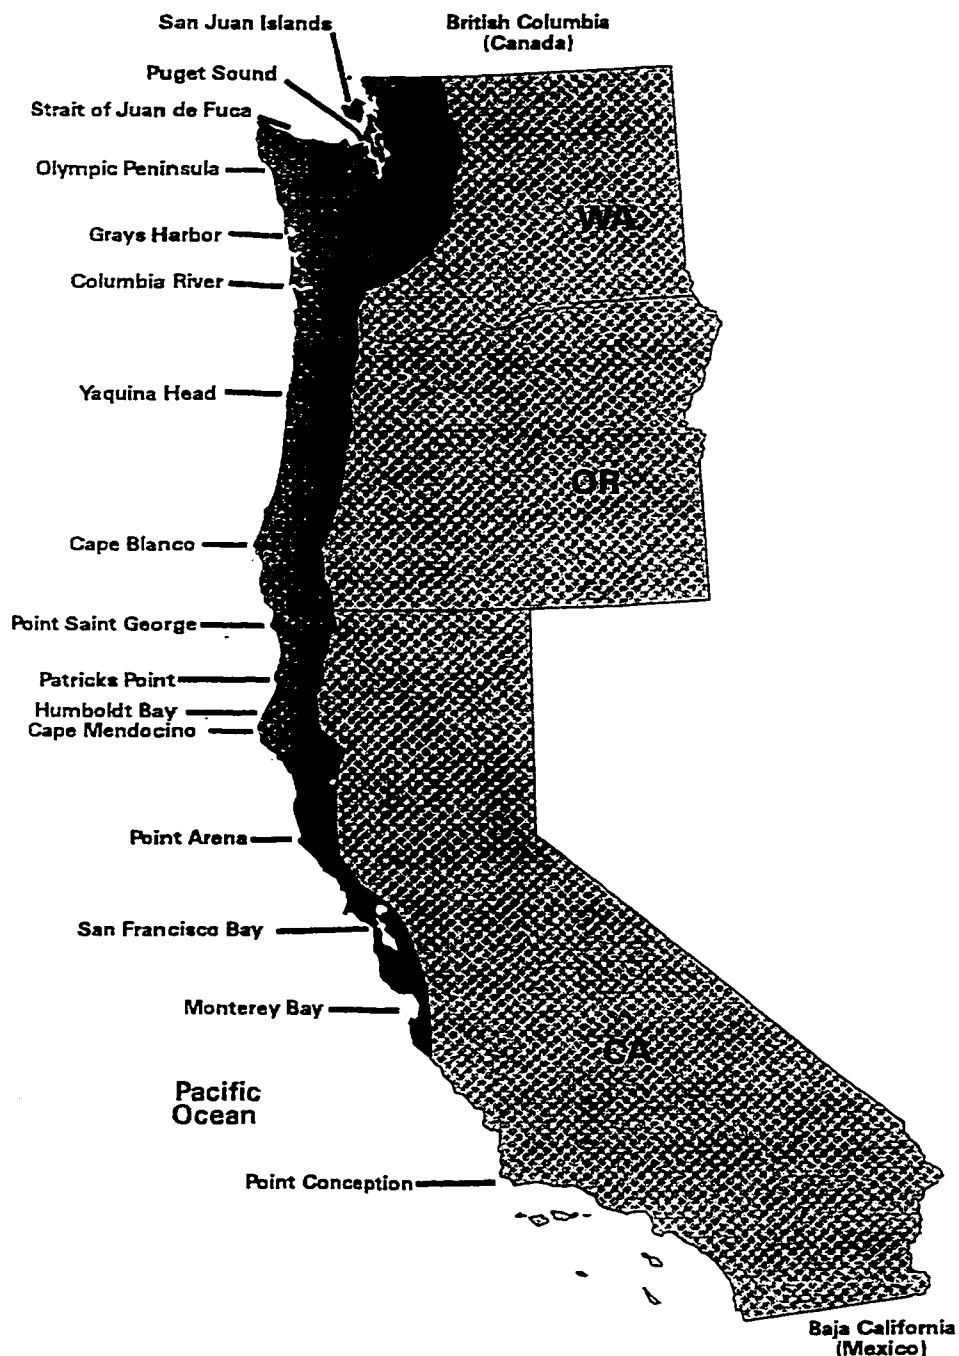 San Juan Islands
British Columbia
(Canada)
Puget Sound
Strait of Juan de Fuca
Olympic Peninsula
WA
Grays Harbor
Columbia River
Yaquina Head
OR
Cape Blanco
Point Saint George
Patricks Point
Humboldt Bay
Cape Mendocino
Point Arena
San Francisco Bay
Monterey Bay
CA
Pacific
Ocean
Point Conception
Baja California
(Mexico)